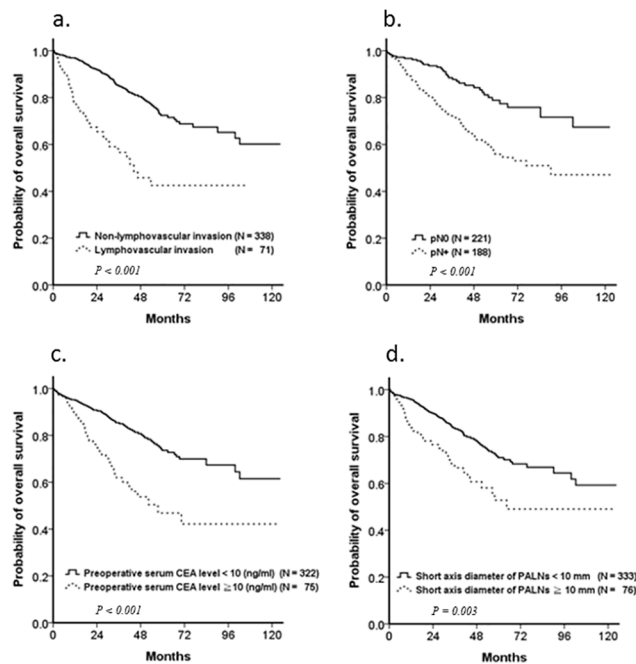 a.
Probability of overall survival
1.0
0.8
0.6
0.4
0.2
0.0
Non-lymphovascular invasion (N = 338)
Lymphovascular invasion (N = 71)
P < 0.001
0 24 48 72 96 120
Months
b.
Probability of overall survival
1.0
0.8
0.6
0.4
0.2
0.0
pN0 (N = 221)
pN+ (N = 188)
P < 0.001
0 24 48 72 96 120
Months
c.
Probability of overall survival
1.0
0.8
0.6
0.4
0.2
0.0
Preoperative serum CEA level < 10 (ng/ml) (N = 322)
Preoperative serum CEA level ≧ 10 (ng/ml) (N = 75)
P < 0.001
0 24 48 72 96 120
Months
d.
Probability of overall survival
1.0
0.8
0.6
0.4
0.2
0.0
Short axis diameter of PALNs < 10 mm (N = 333)
Short axis diameter of PALNs ≧ 10 mm (N = 76)
P = 0.003
0 24 48 72 96 120
Months